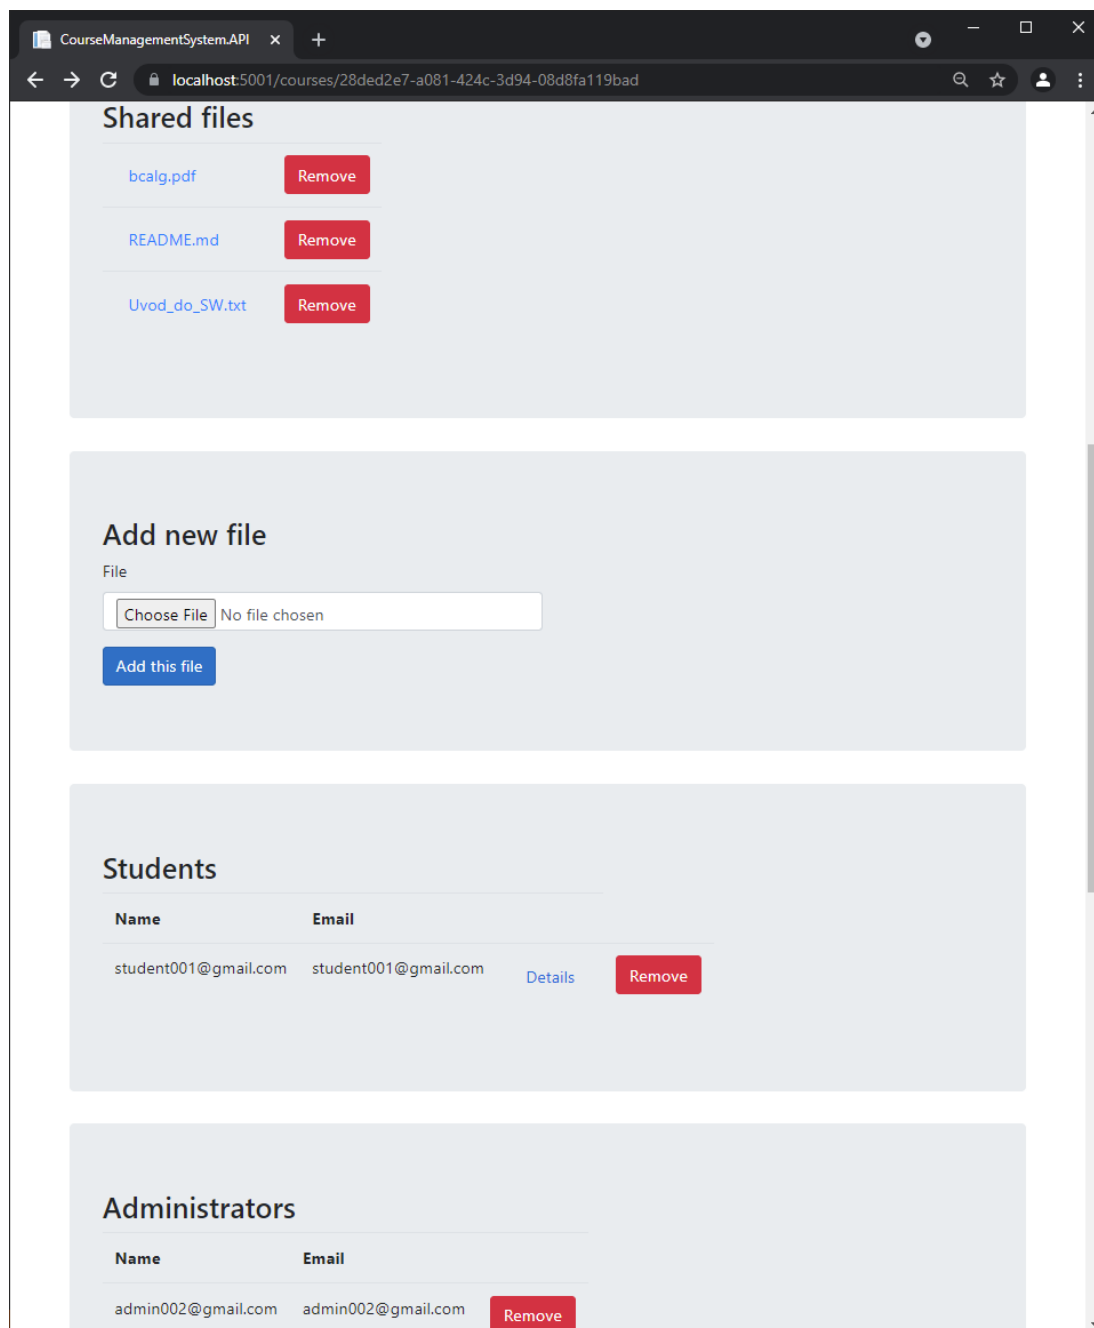 CourseManagementSystem.API
localhost:5001/courses/28ded2e7-a081-424c-3d94-08d8fa119bad
Shared files
bcalg.pdf Remove
README.md Remove
Uvod_do_SW.txt Remove
Add new file
File
Choose File No file chosen
Add this file
Students
Name Email
student001@gmail.com student001@gmail.com Details Remove
Administrators
Name Email
admin002@gmail.com admin002@gmail.com Remove